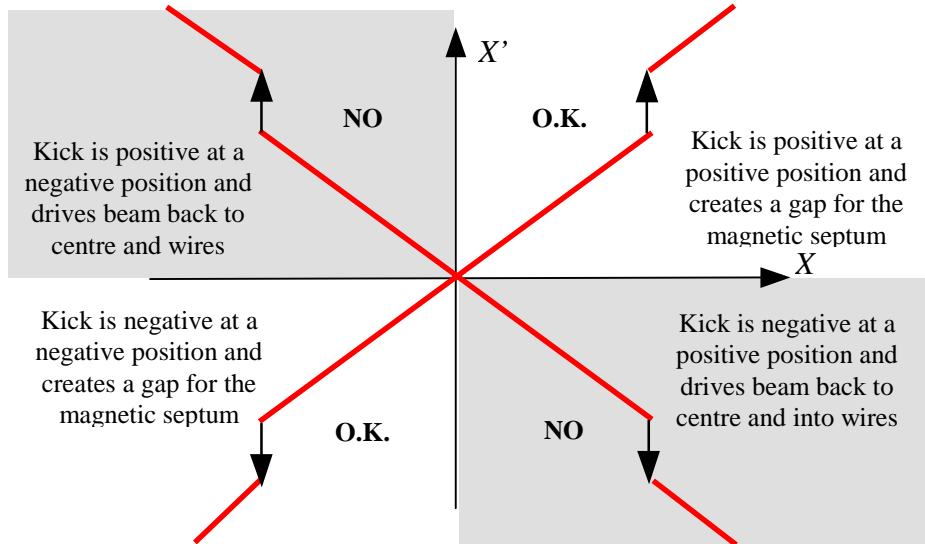 X’
NO
O.K.
Kick is positive at a
negative position and
drives beam back to
centre and wires
Kick is positive at a
positive position and
creates a gap for the
magnetic septum
X
Kick is negative at a
negative position and
creates a gap for the
magnetic septum
Kick is negative at a
positive position and
drives beam back to
centre and into wires
O.K.
NO